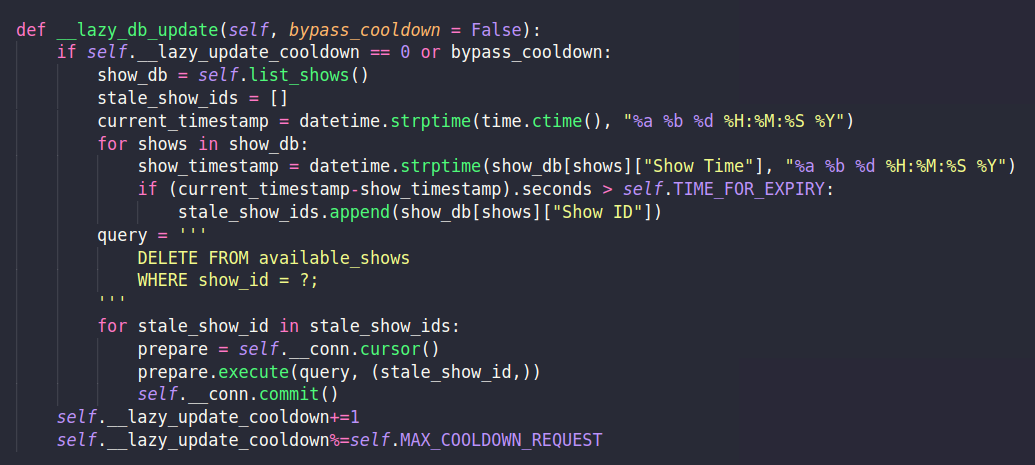 def __lazy_db_update(self, bypass_cooldown = False):
    if self.__lazy_update_cooldown == 0 or bypass_cooldown:
        show_db = self.list_shows()
        stale_show_ids = []
        current_timestamp = datetime.strptime(time.ctime(), "%a %b %d %H:%M:%S %Y")
        for shows in show_db:
            show_timestamp = datetime.strptime(show_db[shows]["Show Time"], "%a %b %d %H:%M:%S %Y")
            if (current_timestamp-show_timestamp).seconds > self.TIME_FOR_EXPIRY:
                stale_show_ids.append(show_db[shows]["Show ID"])
        query = '''
            DELETE FROM available_shows
            WHERE show_id = ?;
        '''
        for stale_show_id in stale_show_ids:
            prepare = self.__conn.cursor()
            prepare.execute(query, (stale_show_id,))
            self.__conn.commit()
    self.__lazy_update_cooldown+=1
    self.__lazy_update_cooldown%=self.MAX_COOLDOWN_REQUEST